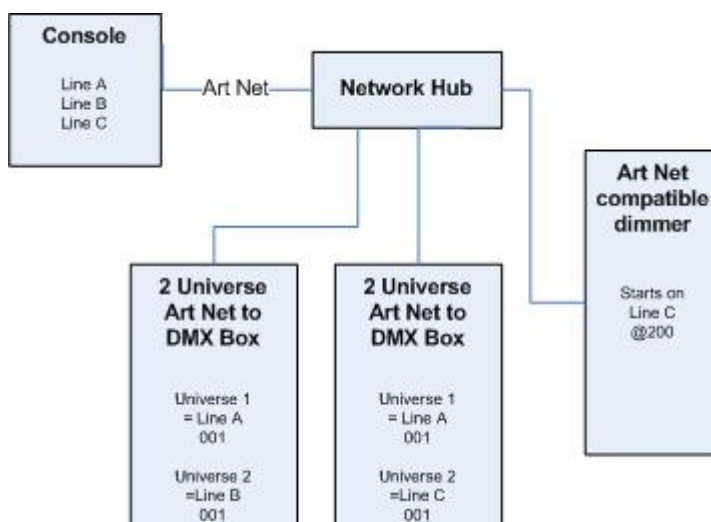 Console
Line A
Line B
Line C
Art Net
Network Hub
Art Net
compatible
dimmer
Starts on
Line C
@200
2 Universe
Art Net to
DMX Box
Universe 1
= Line A
001
Universe 2
=Line B
001
2 Universe
Art Net to
DMX Box
Universe 1
= Line A
001
Universe 2
=Line C
001